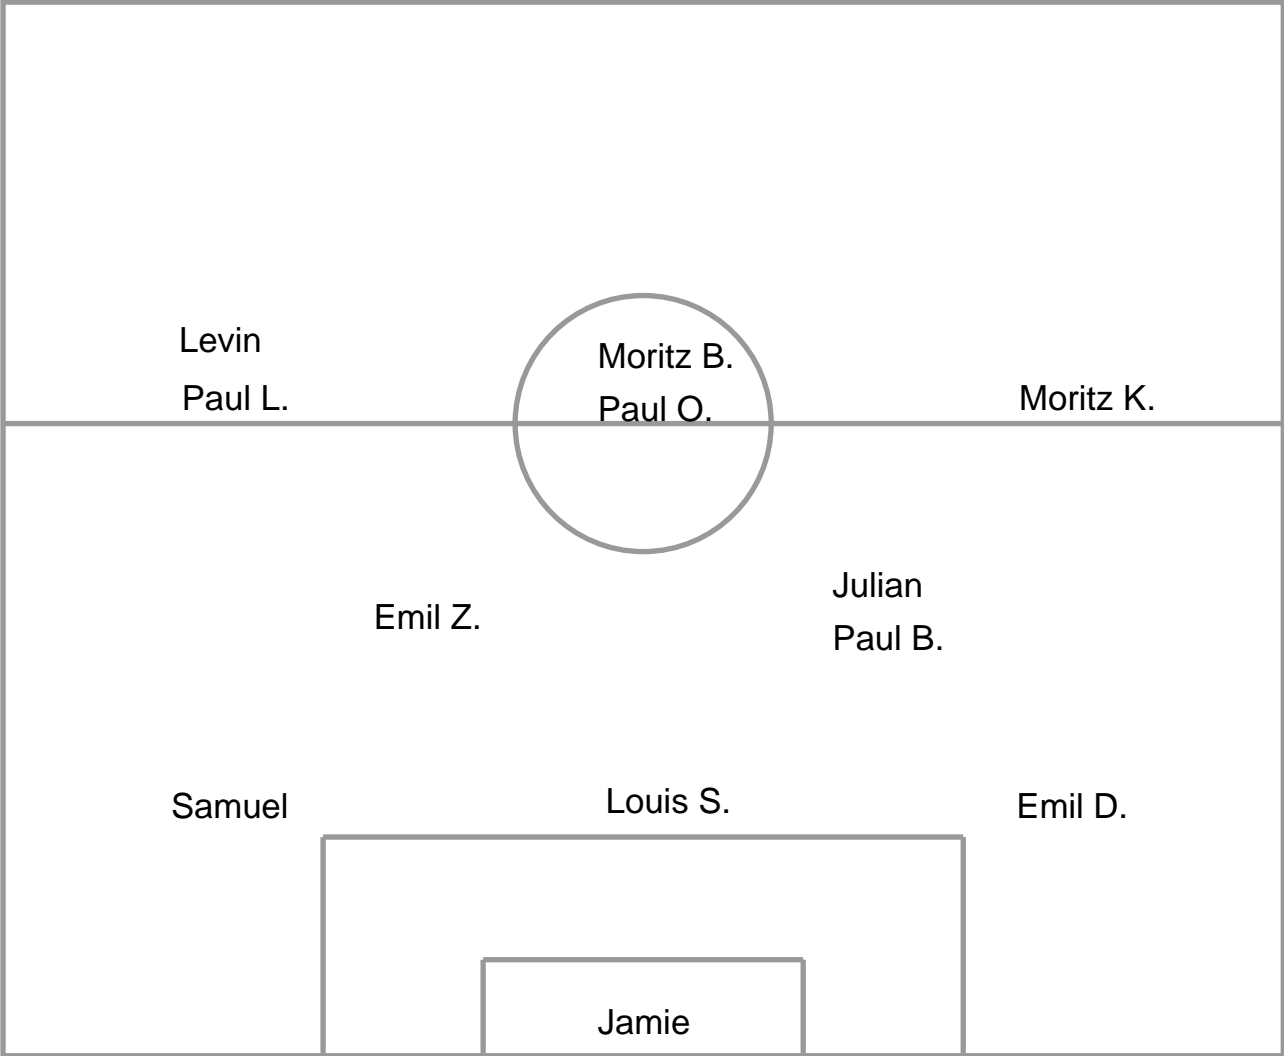 Levin
Paul L.
Moritz B.
Paul O.
Moritz K.
Emil Z.
Julian
Paul B.
Samuel
Louis S.
Emil D.
Jamie